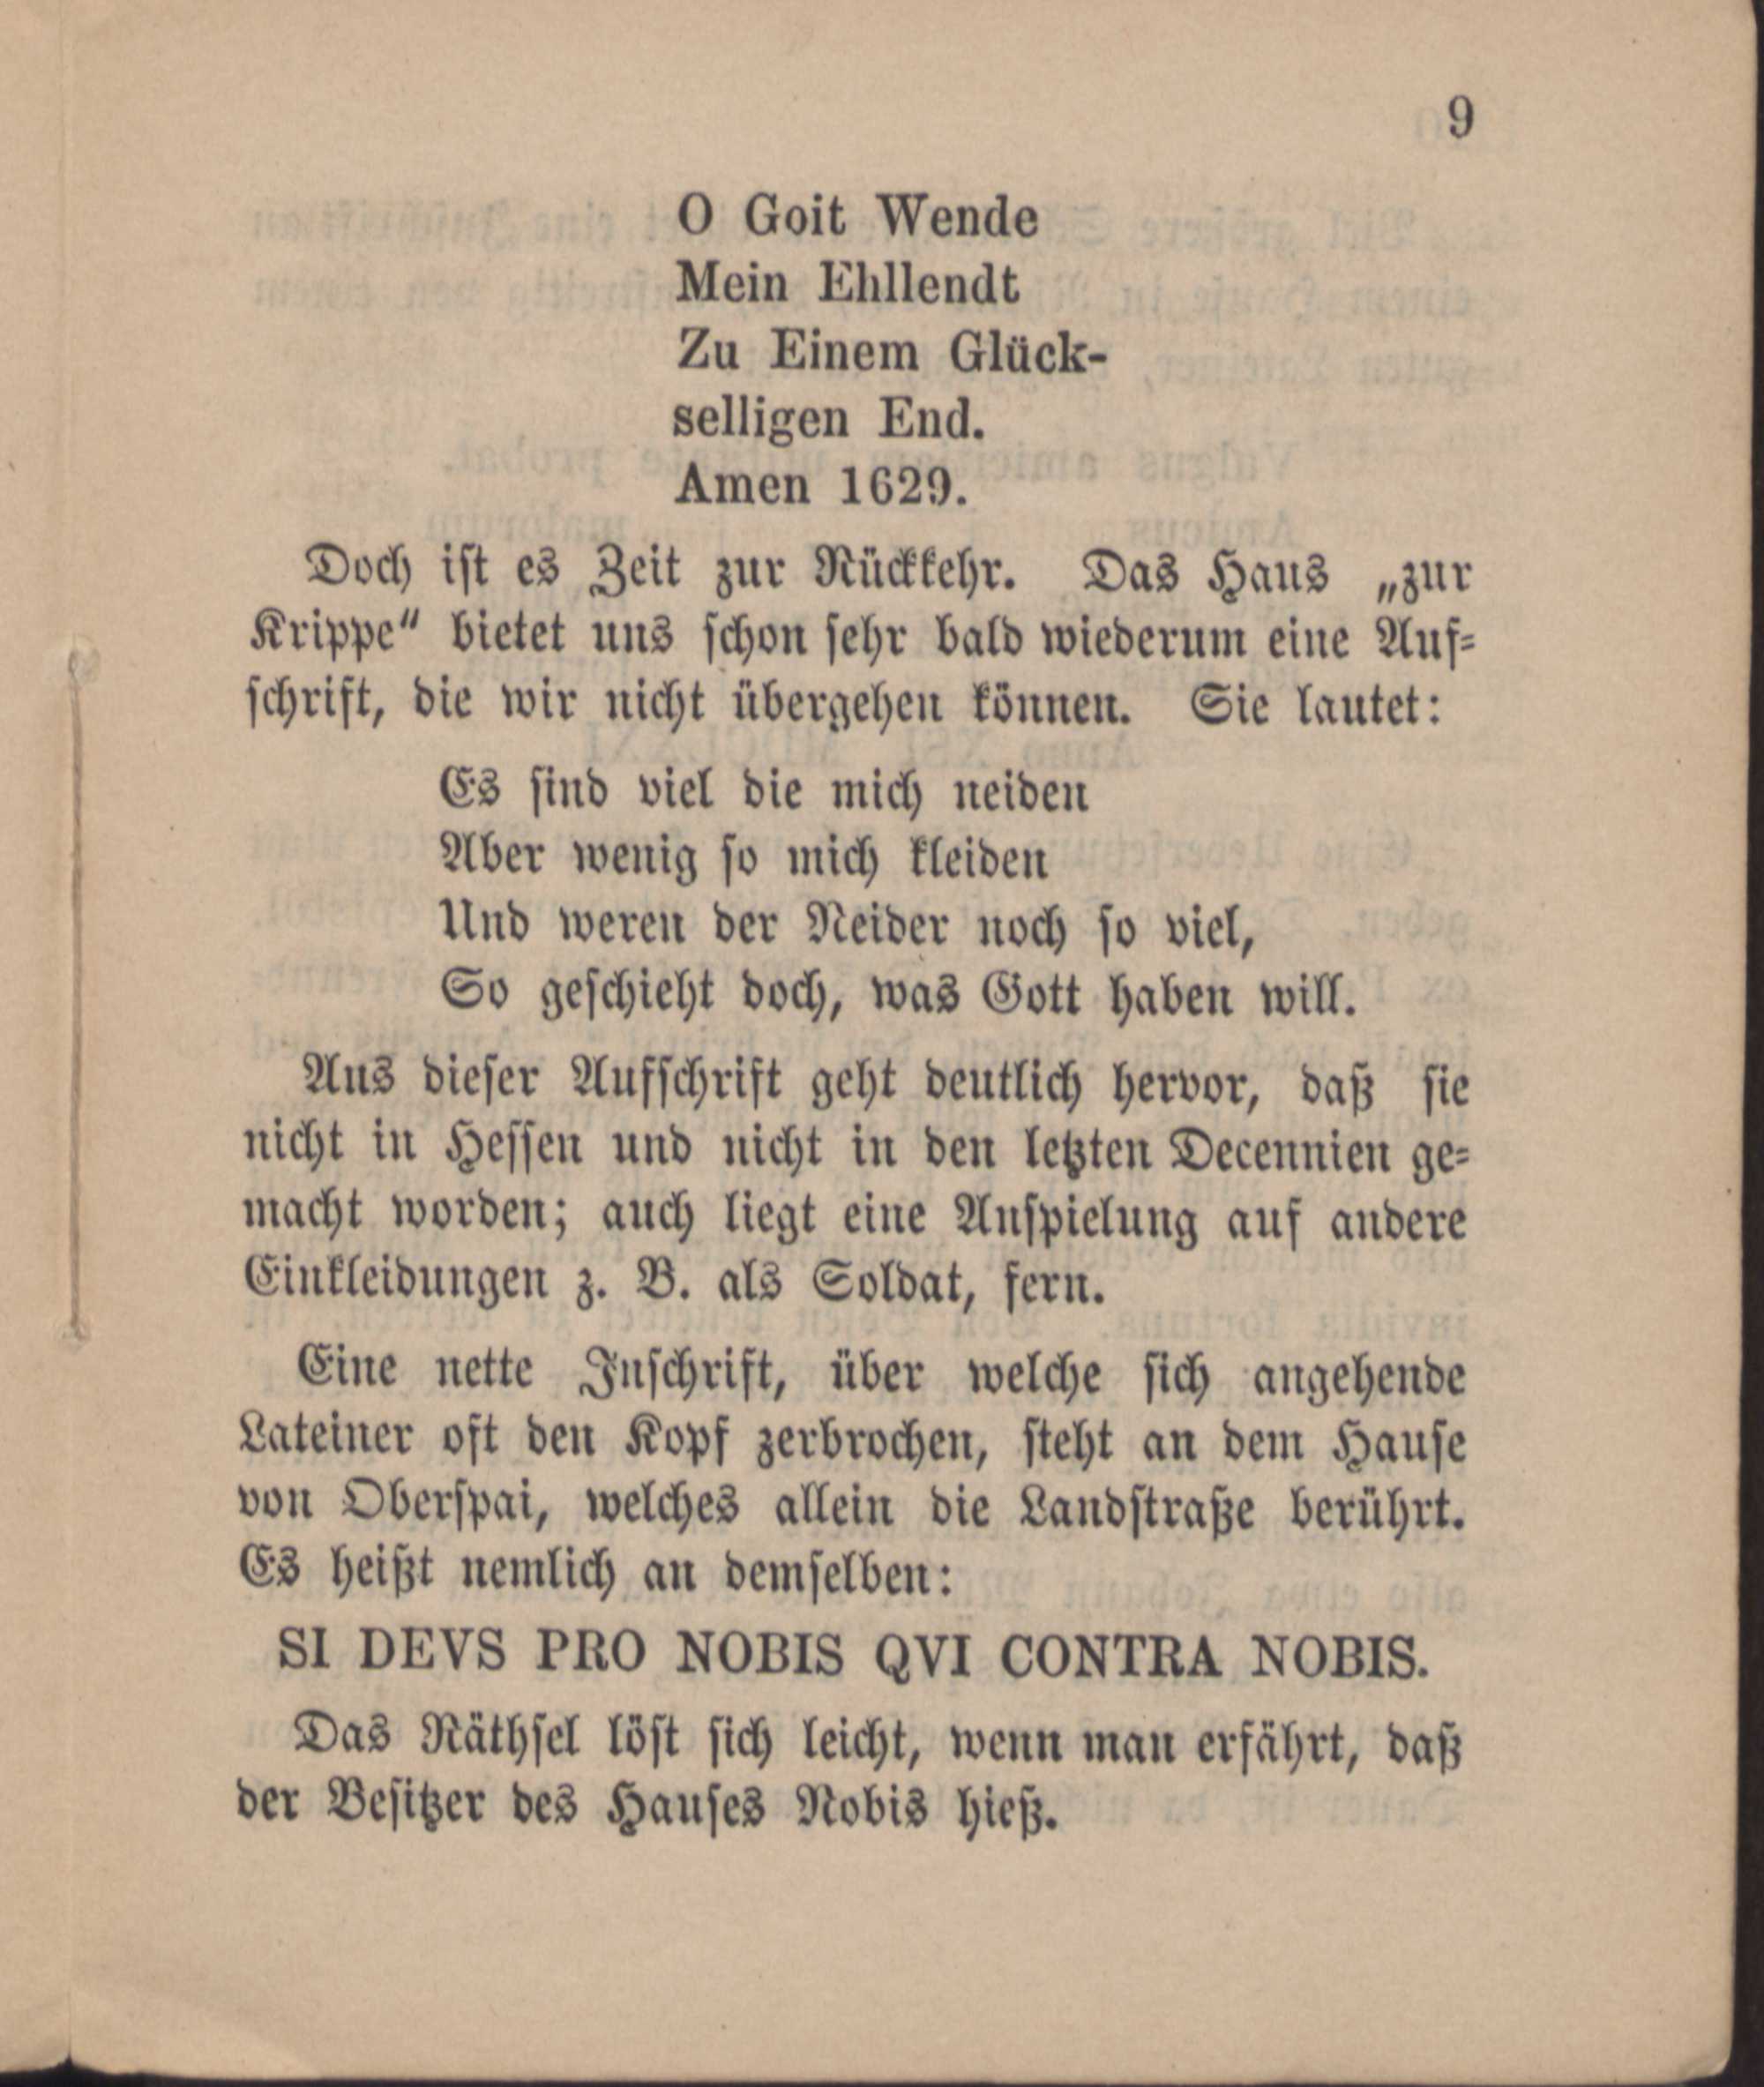 9
O Goit Wende
Mein Ehllendt
Zu Einem Glück-
selligen End.
Amen 1629.
Doch ist es Zeit zur Rückkehr. Das Haus „zur
Krippe“ bietet uns schon sehr bald wiederum eine Auf-
schrift, die wir nicht übergehen können. Sie lautet:
Es sind viel die mich neiden
Aber wenig so mich kleiden
Und weren der Neider noch so viel,
So geschieht doch, was Gott haben will.
Aus dieser Aufschrift geht deutlich hervor, daß sie
nicht in Hessen und nicht in den letzten Decennien ge-
macht worden; auch liegt eine Anspielung auf andere
Einkleidungen z. B. als Soldat, fern.
Eine nette Inschrift, über welche sich angehende
Lateiner oft den Kopf zerbrochen, steht an dem Hause
von Oberspai, welches allein die Landstraße berührt.
Es heißt nemlich an demselben:
SI DEVS PRO NOBIS QVI CONTRA NOBIS.
Das Räthsel löst sich leicht, wenn man erfährt, daß
der Besitzer des Hauses Nobis hieß.